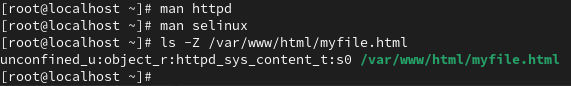 [root@localhost ~]# man httpd
[root@localhost ~]# man selinux
[root@localhost ~]# ls -Z /var/www/html/myfile.html
unconfined_u:object_r:httpd_sys_content_t:s0 /var/www/html/myfile.html
[root@localhost ~]#